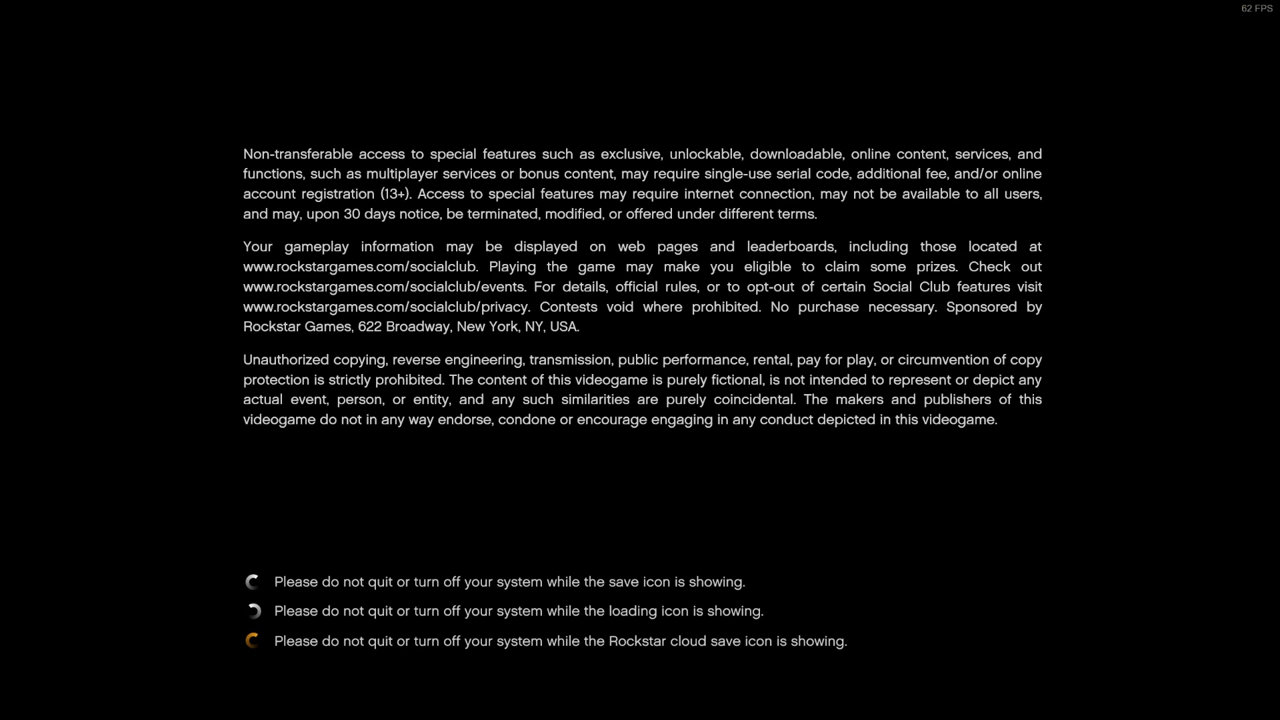 62 FPS
Non-transferable access to special features such as exclusive, unlockable, downloadable, online content, services, and
functions, such as multiplayer services or bonus content, may require single-use serial code, additional fee, and/or online
account registration (13+). Access to special features may require internet connection, may not be available to all users,
and may, upon 30 days notice, be terminated, modified, or offered under different terms.
Your gameplay information may be displayed on web pages and leaderboards, including those located at
www.rockstargames.com/socialclub. Playing the game may make you eligible to claim some prizes. Check out
www.rockstargames.com/socialclub/events. For details, official rules, or to opt-out of certain Social Club features visit
www.rockstargames.com/socialclub/privacy. Contests void where prohibited. No purchase necessary. Sponsored by
Rockstar Games, 622 Broadway, New York, NY, USA.
Unauthorized copying, reverse engineering, transmission, public performance, rental, pay for play, or circumvention of copy
protection is strictly prohibited. The content of this videogame is purely fictional, is not intended to represent or depict any
actual event, person, or entity, and any such similarities are purely coincidental. The makers and publishers of this
videogame do not in any way endorse, condone or encourage engaging in any conduct depicted in this videogame.
Please do not quit or turn off your system while the save icon is showing.
Please do not quit or turn off your system while the loading icon is showing.
Please do not quit or turn off your system while the Rockstar cloud save icon is showing.